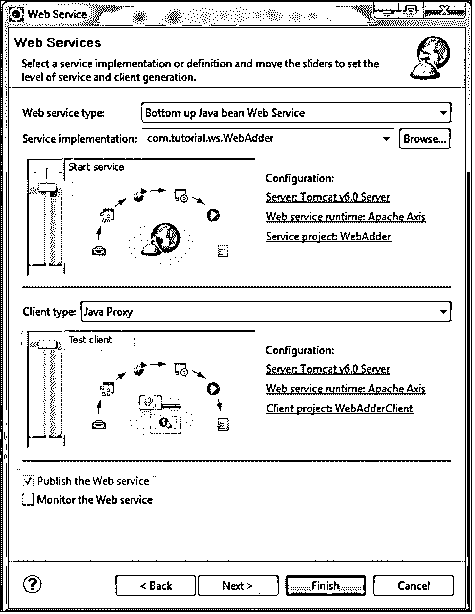 Web Service
Web Services
Select a service implementation or definition and move the sliders to set the
level of service and client generation.
Web service type: Bottom up Java bean Web Service
Service implementation: com.tutorial.ws.WebAdder Browse...
Start service
Configuration:
Server: Tomcat v6.0 Server
Web service runtime: Apache Axis
Service project: WebAdder
Client type: Java Proxy
Test client
Configuration:
Server: Tomcat v6.0 Server
Web service runtime: Apache Axis
Client project: WebAdderClient
Publish the Web service
Monitor the Web service
? < Back Next > Finish Cancel